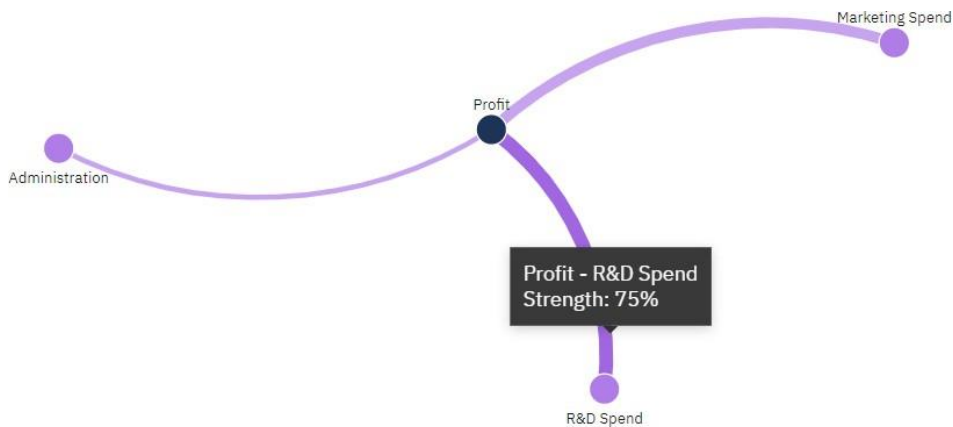 Marketing Spend
Profit
Administration
Profit - R&D Spend
Strength: 75%
R&D Spend